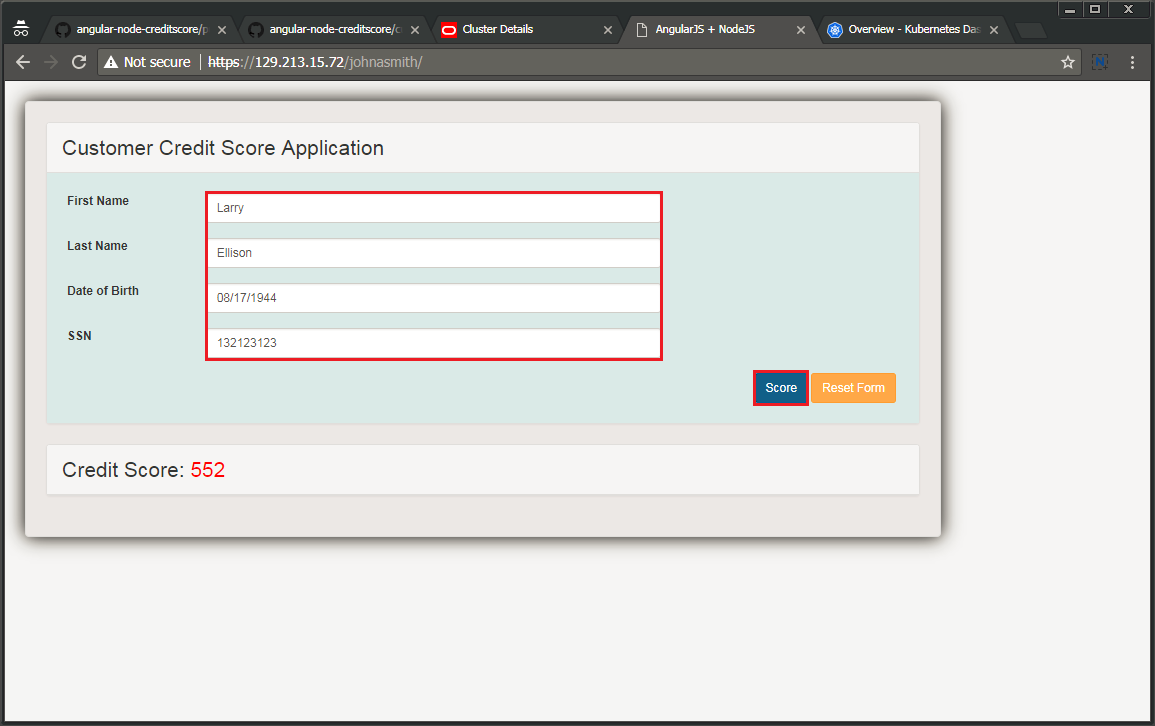 angular-node-creditscore/p
angular-node-creditscore/c
Cluster Details
AngularJS + NodeJS
Overview - Kubernetes Das
Not secure
https://129.213.15.72/johnasmith/
Customer Credit Score Application
First Name
Larry
Last Name
Ellison
Date of Birth
08/17/1944
SSN
132123123
Score
Reset Form
Credit Score: 552